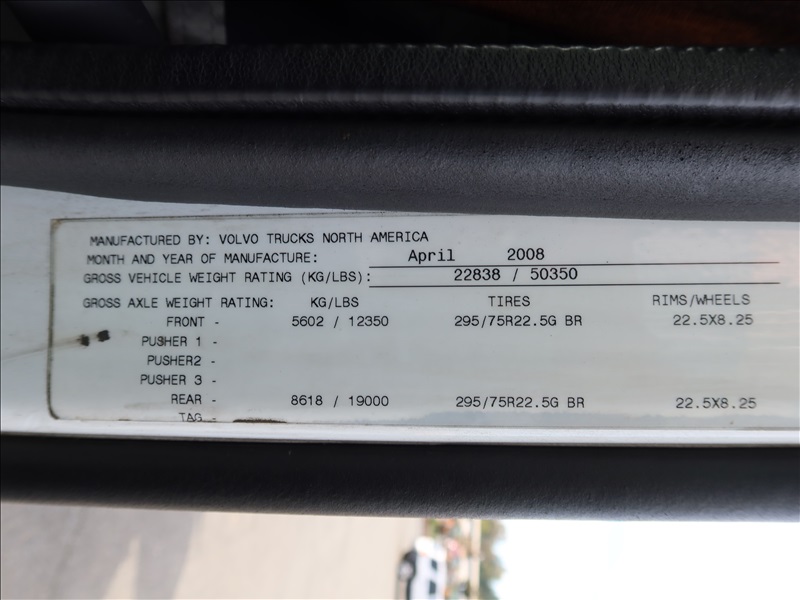 MANUFACTURED BY: VOLVO TRUCKS NORTH AMERICA
MONTH AND YEAR OF MANUFACTURE: April 2008
GROSS VEHICLE WEIGHT RATING (KG/LBS): 22838 / 50350
GROSS AXLE WEIGHT RATING: KG/LBS TIRES RIMS/WHEELS
FRONT - 5602 / 12350 295/75R22.5G BR 22.5X8.25
PUSHER 1 -
PUSHER2 -
PUSHER 3 -
REAR - 8618 / 19000 295/75R22.5G BR 22.5X8.25
TAG -